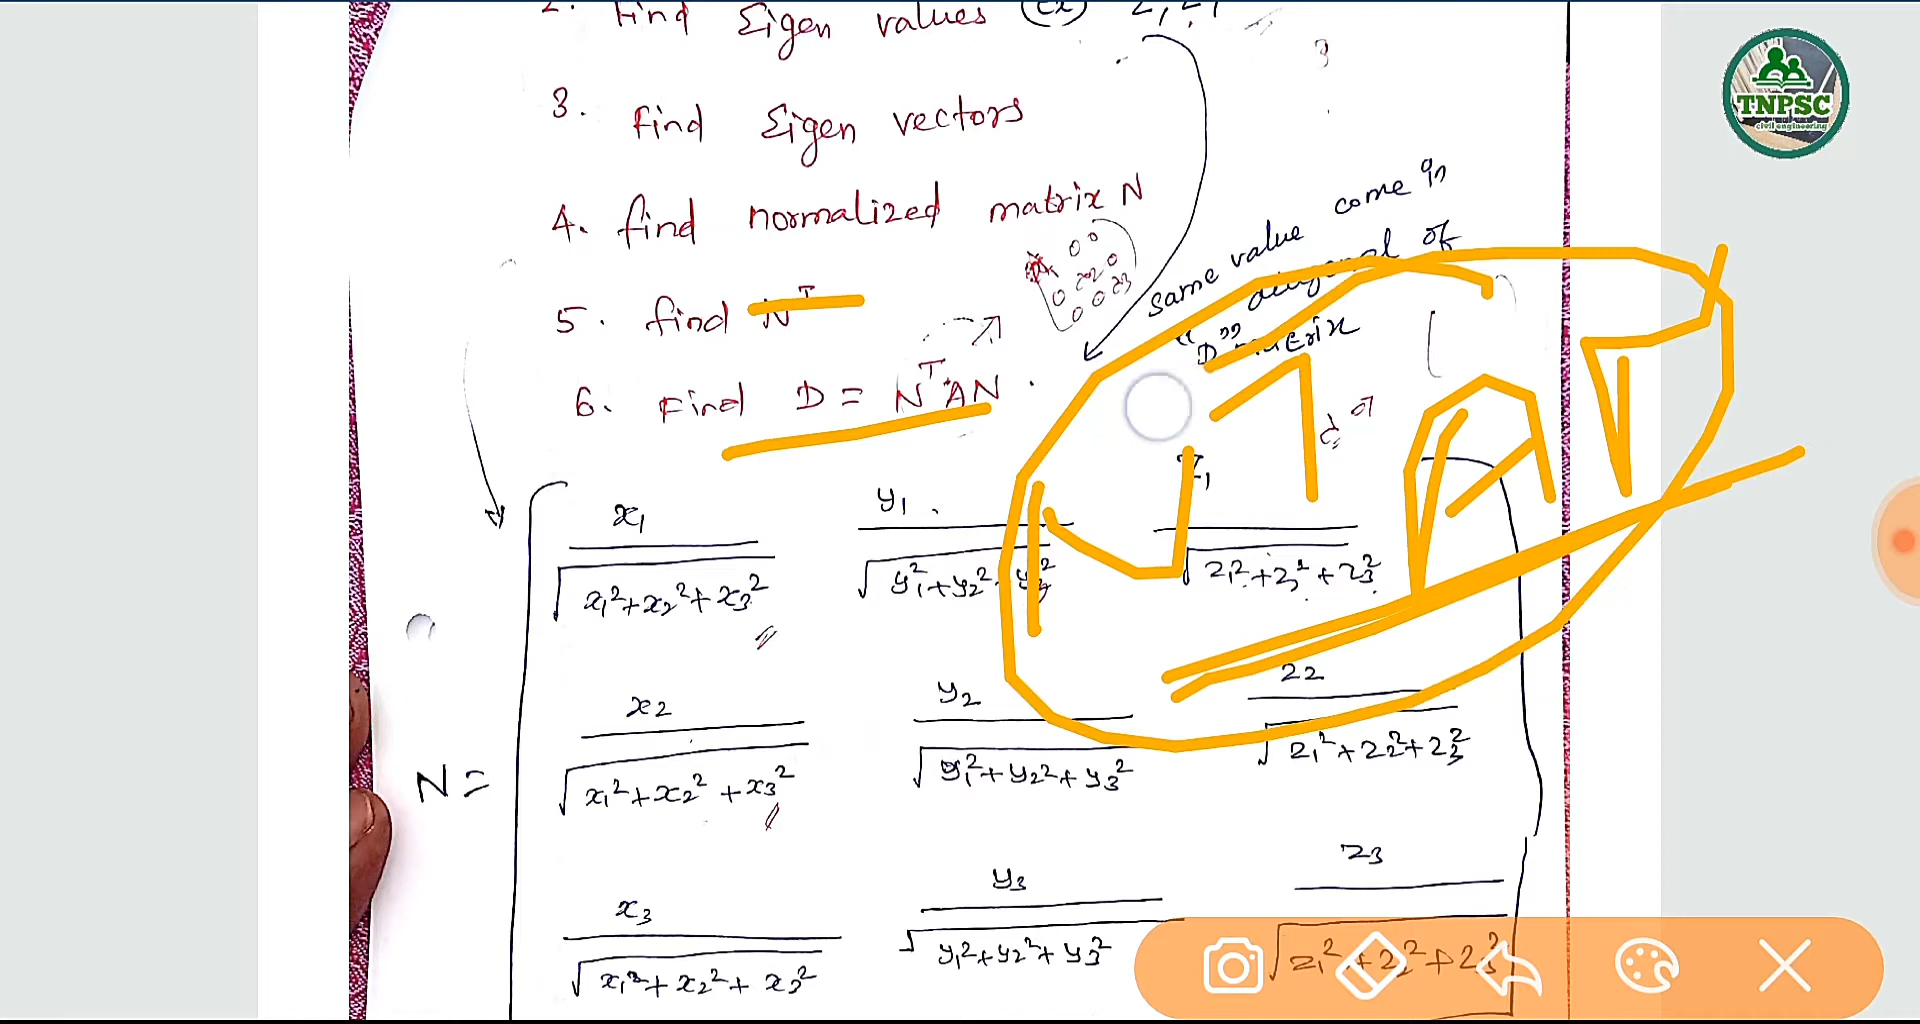 2. Find Eigen values
3. Find Eigen vectors
4. find normalized matrix N
5. find N^T
6. Find D = N^T AN
same value come in
diagonal of
"D" matrix
x1 / √(x1²+x2²+x3²) y1 / √(y1²+y2²+y3²) z1 / √(z1²+z2²+z3²)
N = x2 / √(x1²+x2²+x3²) y2 / √(y1²+y2²+y3²) z2 / √(z1²+z2²+z3²)
x3 / √(x1²+x2²+x3²) y3 / √(y1²+y2²+y3²) z3 / √(z1²+z2²+z3²)
TNPSC
civil engineering